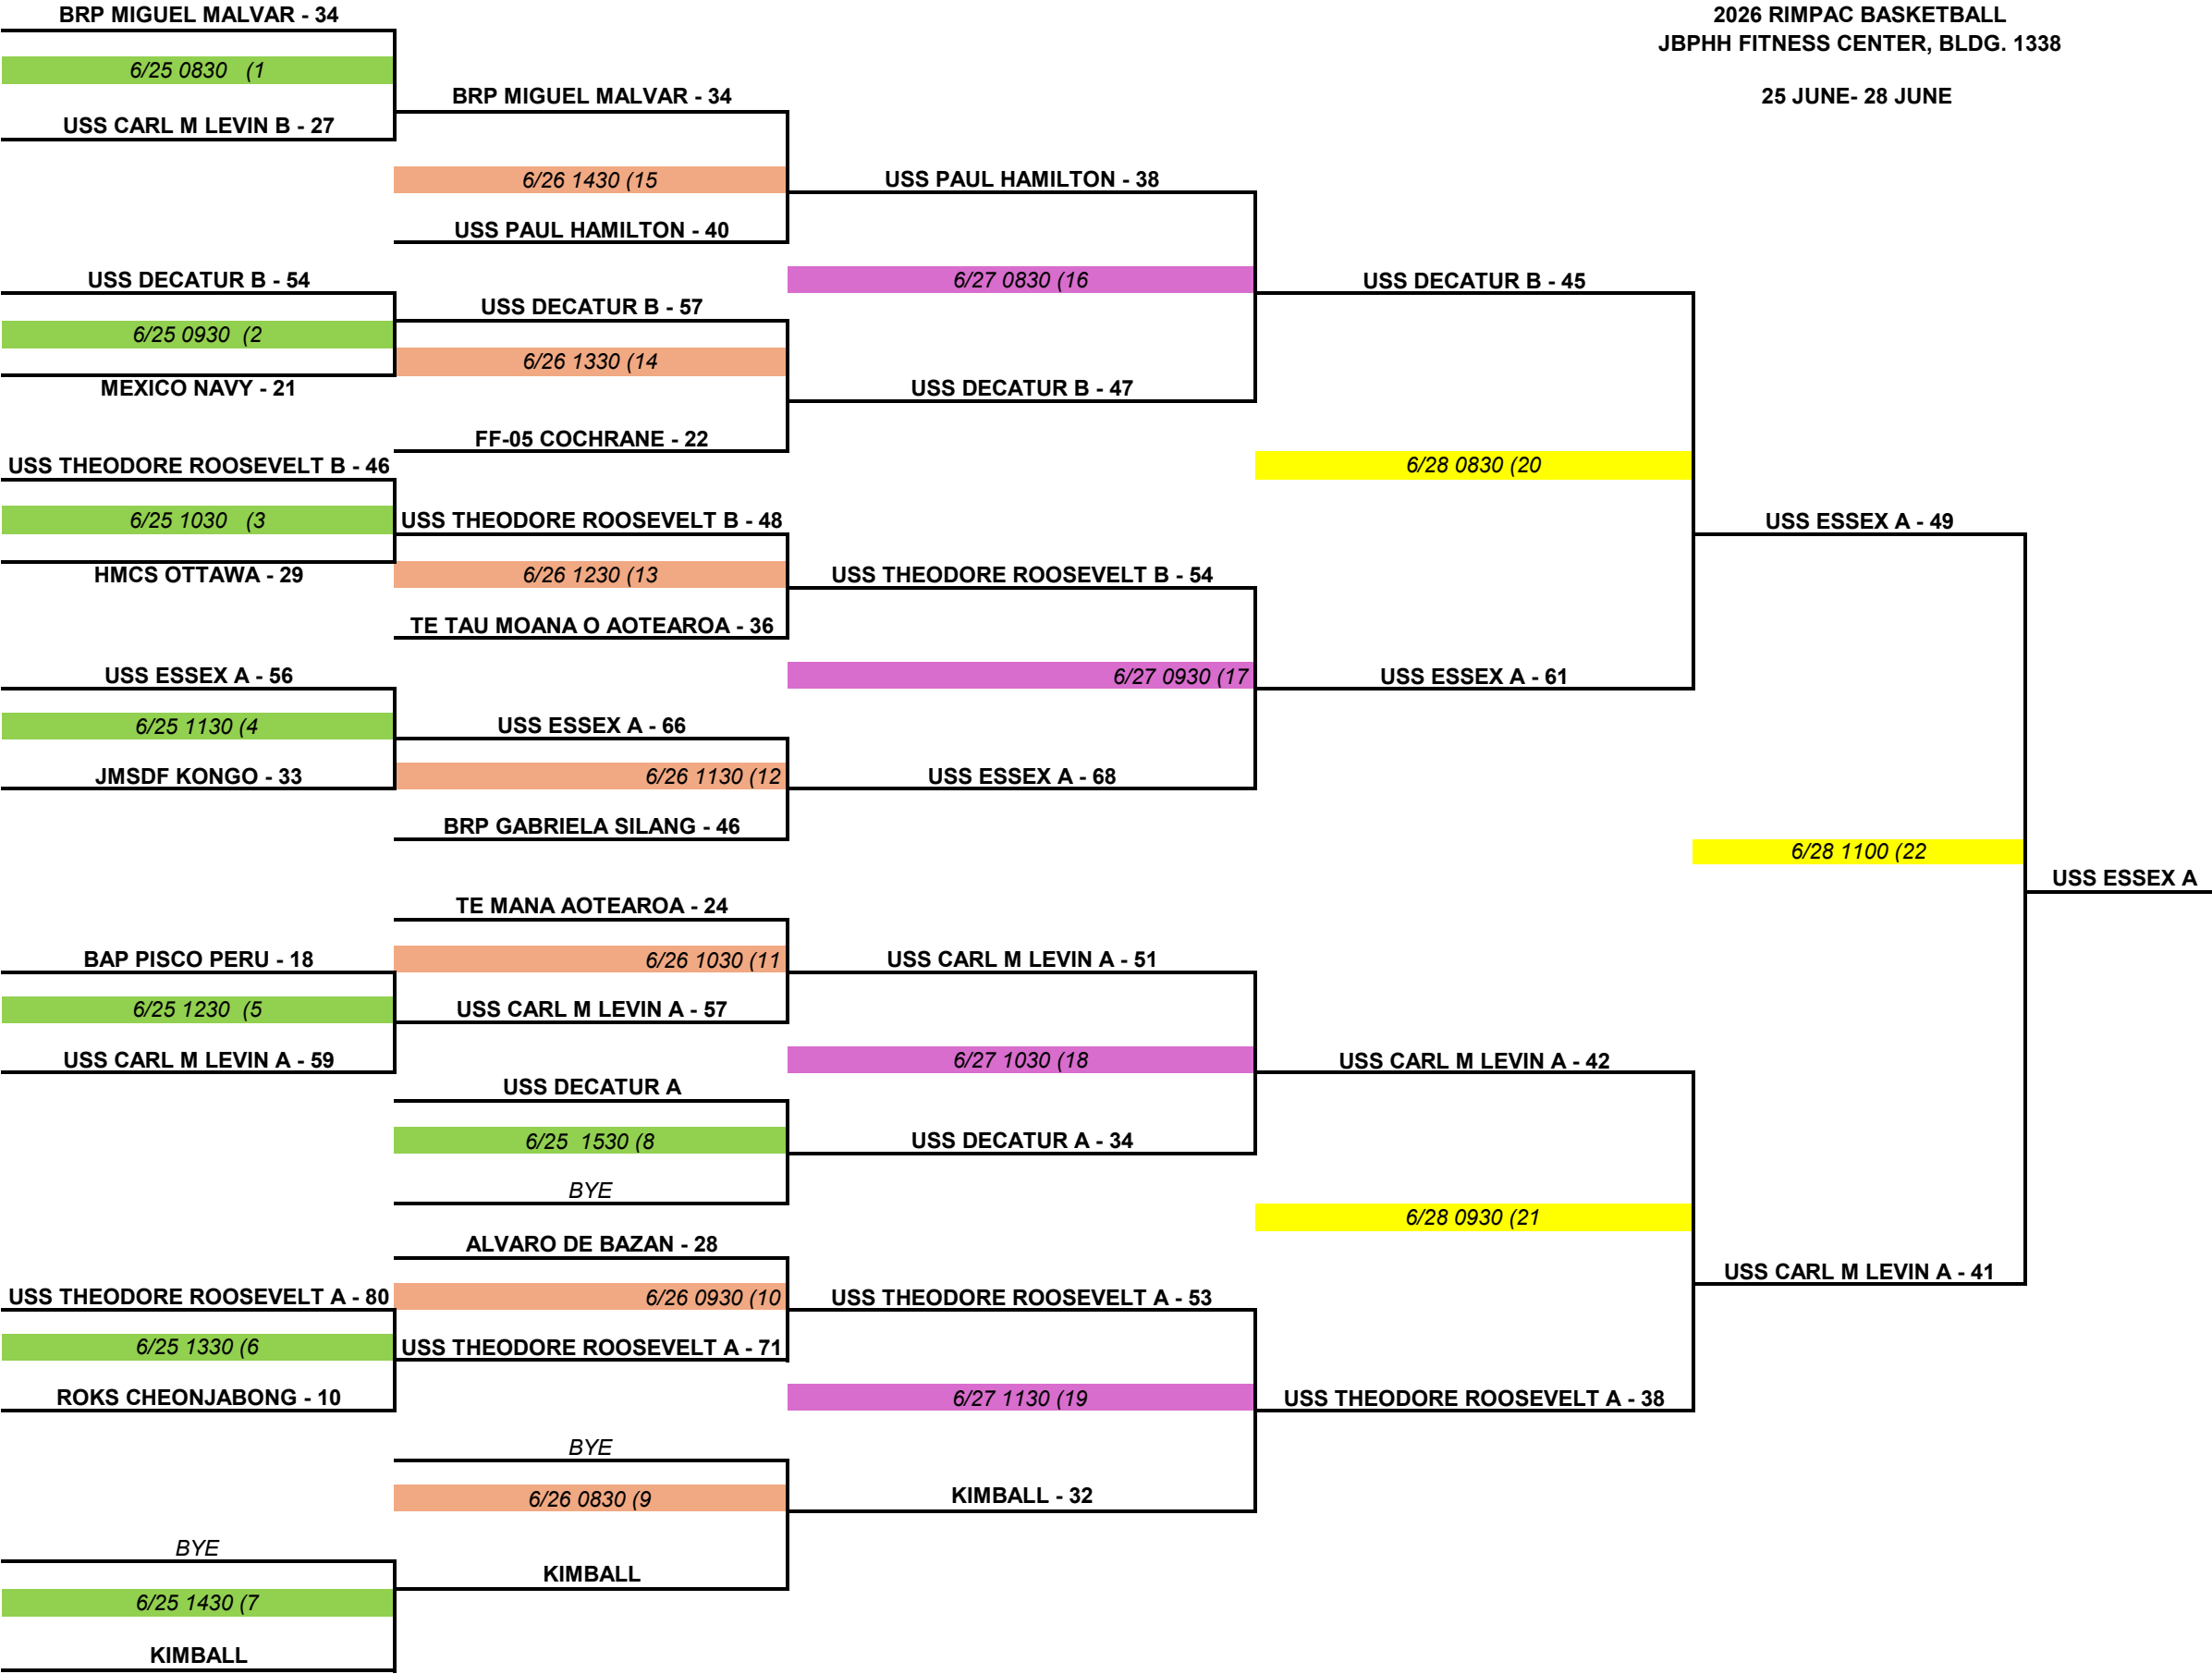 BRP MIGUEL MALVAR - 34
2026 RIMPAC BASKETBALL
JBPHH FITNESS CENTER, BLDG. 1338
25 JUNE- 28 JUNE
6/25 0830 (1
USS CARL M LEVIN B - 27
BRP MIGUEL MALVAR - 34
6/26 1430 (15
USS PAUL HAMILTON - 40
USS PAUL HAMILTON - 38
USS DECATUR B - 54
6/25 0930 (2
MEXICO NAVY - 21
USS DECATUR B - 57
6/26 1330 (14
FF-05 COCHRANE - 22
6/27 0830 (16
USS DECATUR B - 47
USS DECATUR B - 45
USS THEODORE ROOSEVELT B - 46
6/25 1030 (3
HMCS OTTAWA - 29
USS THEODORE ROOSEVELT B - 48
6/26 1230 (13
TE TAU MOANA O AOTEAROA - 36
USS THEODORE ROOSEVELT B - 54
6/28 0830 (20
USS ESSEX A - 49
USS ESSEX A - 56
6/25 1130 (4
JMSDF KONGO - 33
USS ESSEX A - 66
6/26 1130 (12
BRP GABRIELA SILANG - 46
6/27 0930 (17
USS ESSEX A - 68
USS ESSEX A - 61
6/28 1100 (22
USS ESSEX A
TE MANA AOTEAROA - 24
BAP PISCO PERU - 18
6/25 1230 (5
USS CARL M LEVIN A - 59
6/26 1030 (11
USS CARL M LEVIN A - 57
USS CARL M LEVIN A - 51
6/27 1030 (18
USS CARL M LEVIN A - 42
USS DECATUR A
6/25 1530 (8
BYE
USS DECATUR A - 34
6/28 0930 (21
USS CARL M LEVIN A - 41
ALVARO DE BAZAN - 28
USS THEODORE ROOSEVELT A - 80
6/25 1330 (6
ROKS CHEONJABONG - 10
6/26 0930 (10
USS THEODORE ROOSEVELT A - 71
USS THEODORE ROOSEVELT A - 53
6/27 1130 (19
USS THEODORE ROOSEVELT A - 38
BYE
6/26 0830 (9
KIMBALL - 32
BYE
6/25 1430 (7
KIMBALL
KIMBALL